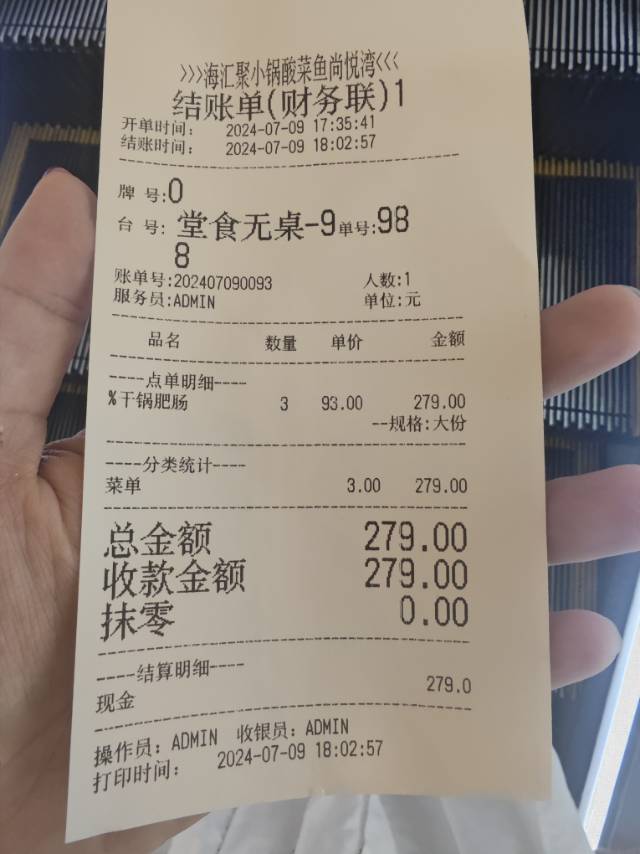 >>>海汇聚小锅酸菜鱼尚悦湾<<<
结账单(财务联)1
开单时间: 2024-07-09 17:35:41
结账时间: 2024-07-09 18:02:57
牌 号:0
台 号: 堂食无桌-9单号:98
8
账单号:202407090093 人数:1
服务员:ADMIN 单位:元
品名 数量 单价 金额
----点单明细----
%干锅肥肠 3 93.00 279.00
--规格:大份
----分类统计----
菜单 3.00 279.00
总金额 279.00
收款金额 279.00
抹零 0.00
----结算明细----
现金 279.0
操作员: ADMIN 收银员: ADMIN
打印时间: 2024-07-09 18:02:57